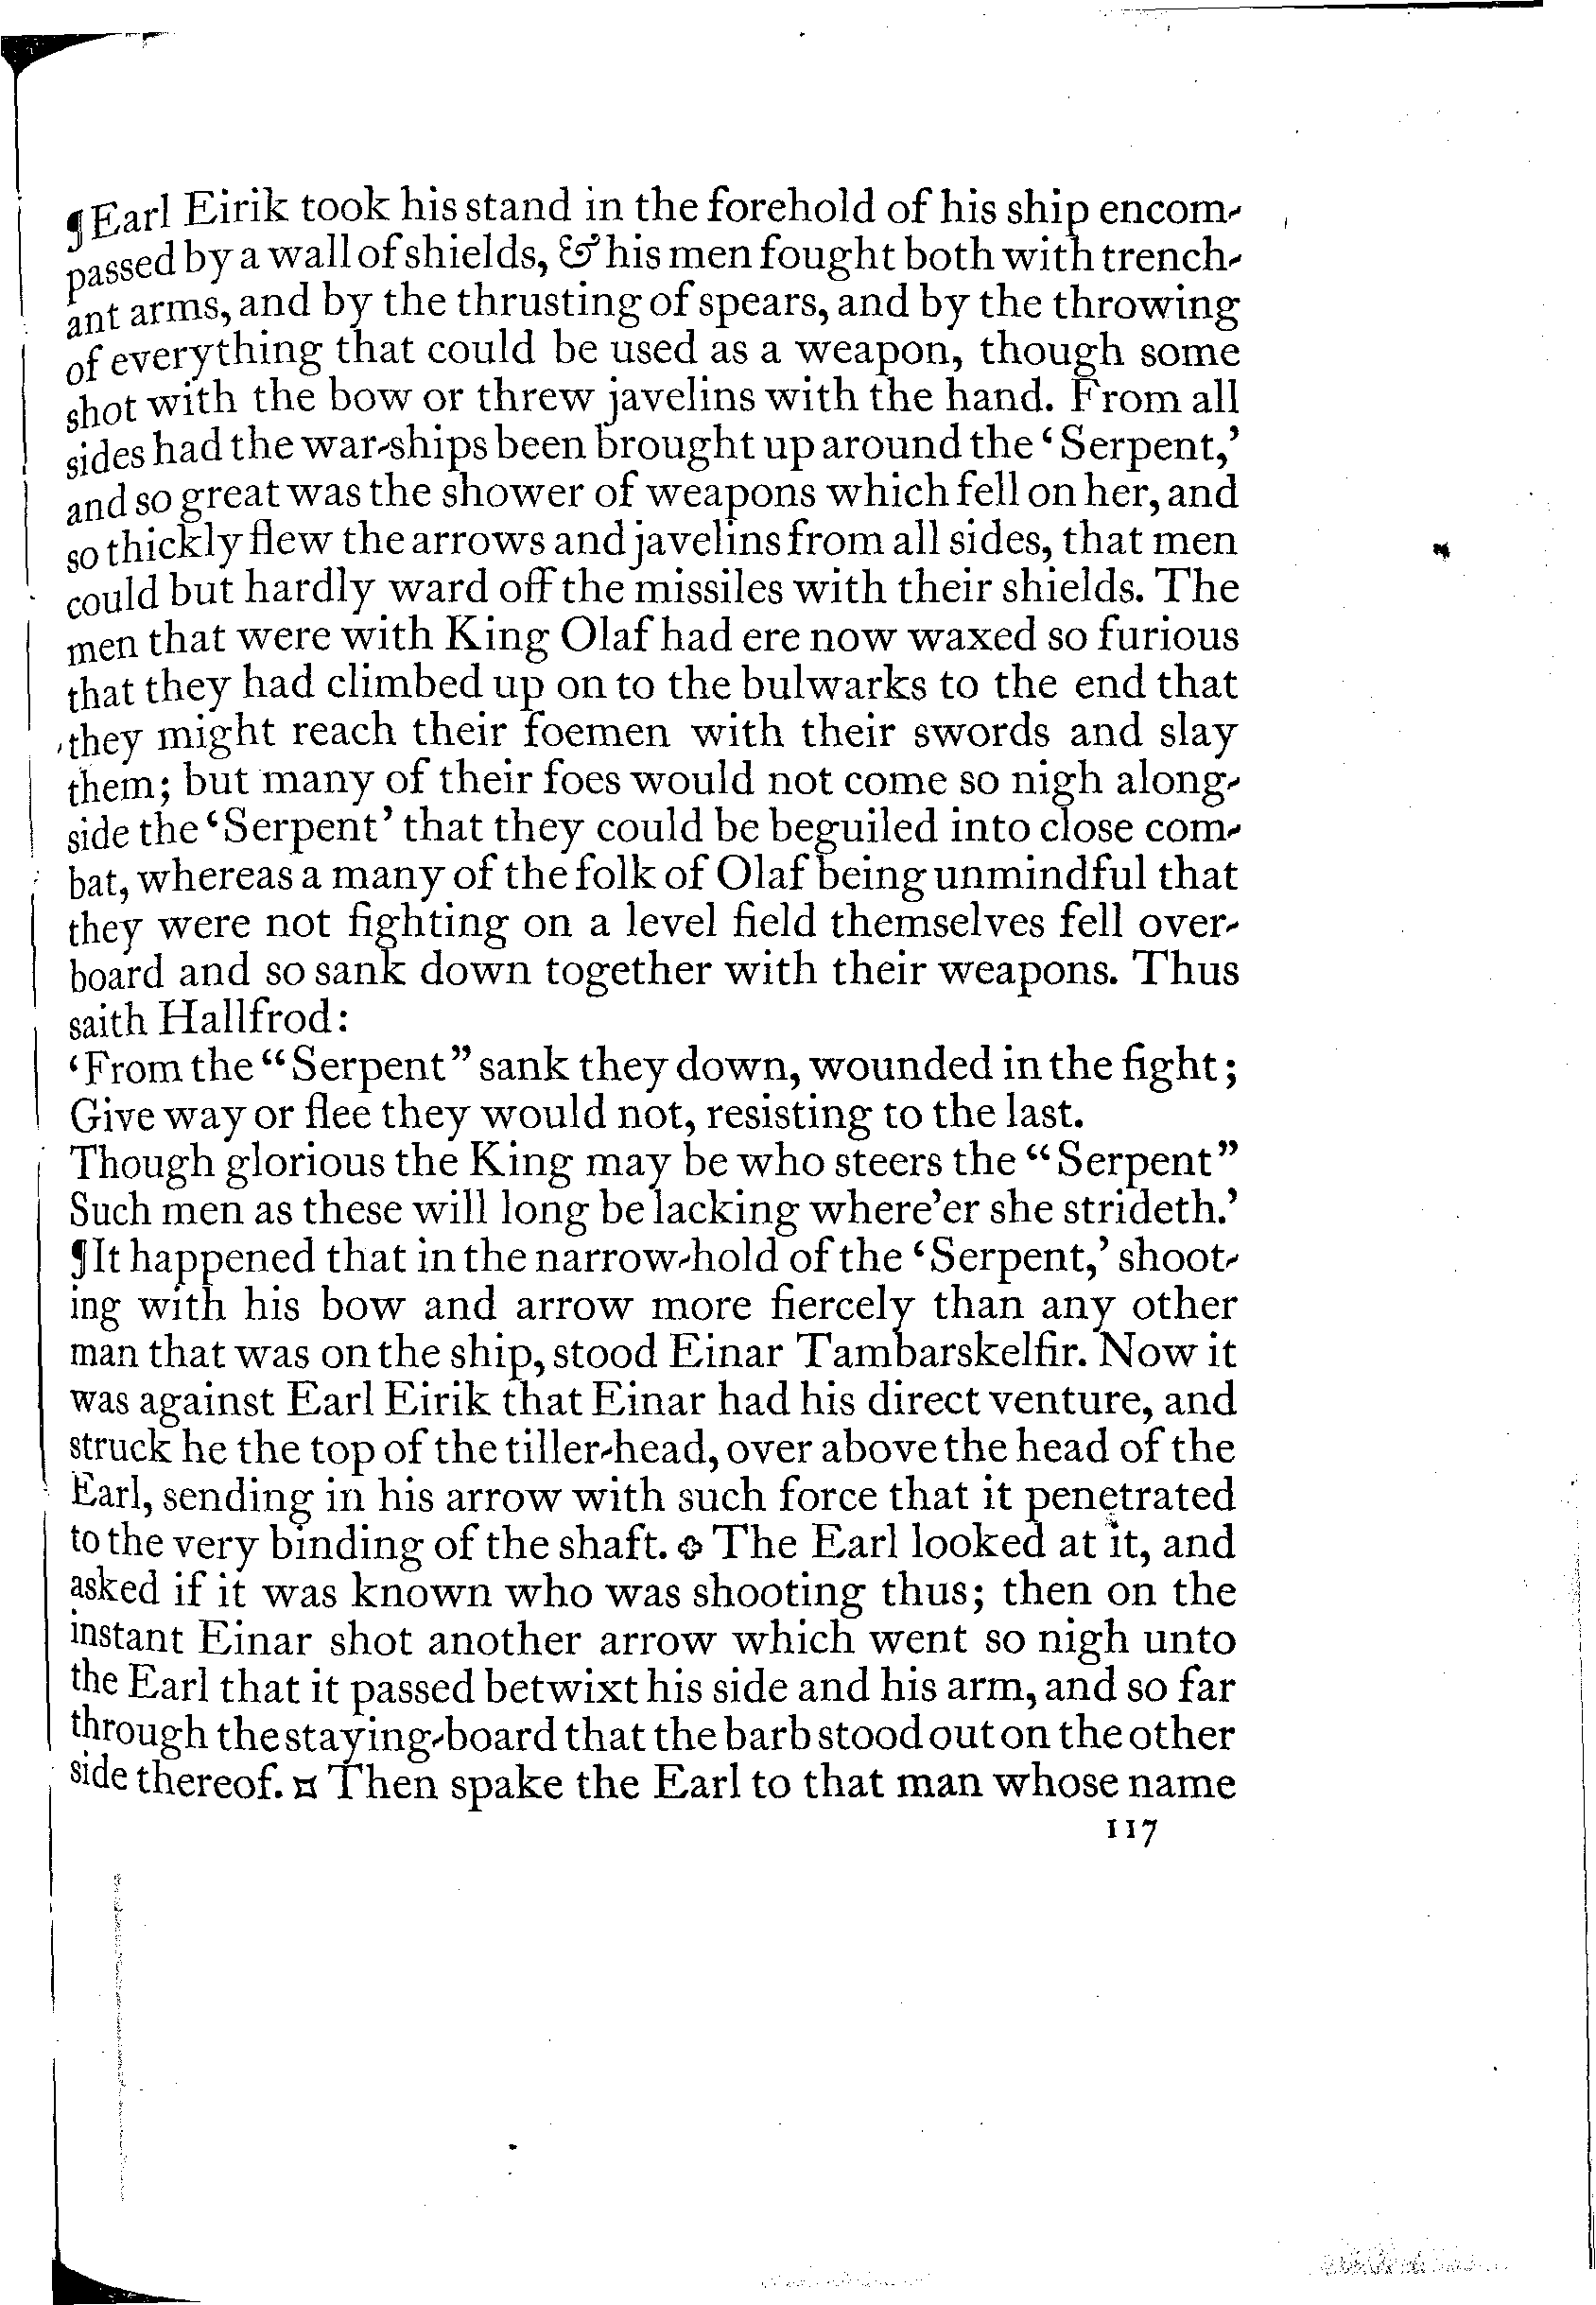 ¶Earl Eirik took his stand in the forehold of his ship encom-
passed by a wall of shields, & his men fought both with trench-
ant arms, and by the thrusting of spears, and by the throwing
of everything that could be used as a weapon, though some
shot with the bow or threw javelins with the hand. From all
sides had the war-ships been brought up around the ‘Serpent,’
and so great was the shower of weapons which fell on her, and
so thickly flew the arrows and javelins from all sides, that men
could but hardly ward off the missiles with their shields. The
men that were with King Olaf had ere now waxed so furious
that they had climbed up on to the bulwarks to the end that
they might reach their foemen with their swords and slay
them; but many of their foes would not come so nigh along-
side the ‘Serpent’ that they could be beguiled into close com-
bat, whereas a many of the folk of Olaf being unmindful that
they were not fighting on a level field themselves fell over-
board and so sank down together with their weapons. Thus
saith Hallfrod:
‘From the “Serpent” sank they down, wounded in the fight;
Give way or flee they would not, resisting to the last.
Though glorious the King may be who steers the “Serpent”
Such men as these will long be lacking where’er she strideth.’
¶It happened that in the narrow-hold of the ‘Serpent,’ shoot-
ing with his bow and arrow more fiercely than any other
man that was on the ship, stood Einar Tambarskelfir. Now it
was against Earl Eirik that Einar had his direct venture, and
struck he the top of the tiller-head, over above the head of the
Earl, sending in his arrow with such force that it penetrated
to the very binding of the shaft. ✥ The Earl looked at it, and
asked if it was known who was shooting thus; then on the
instant Einar shot another arrow which went so nigh unto
the Earl that it passed betwixt his side and his arm, and so far
through the staying-board that the barb stood out on the other
side thereof. ¤ Then spake the Earl to that man whose name
117